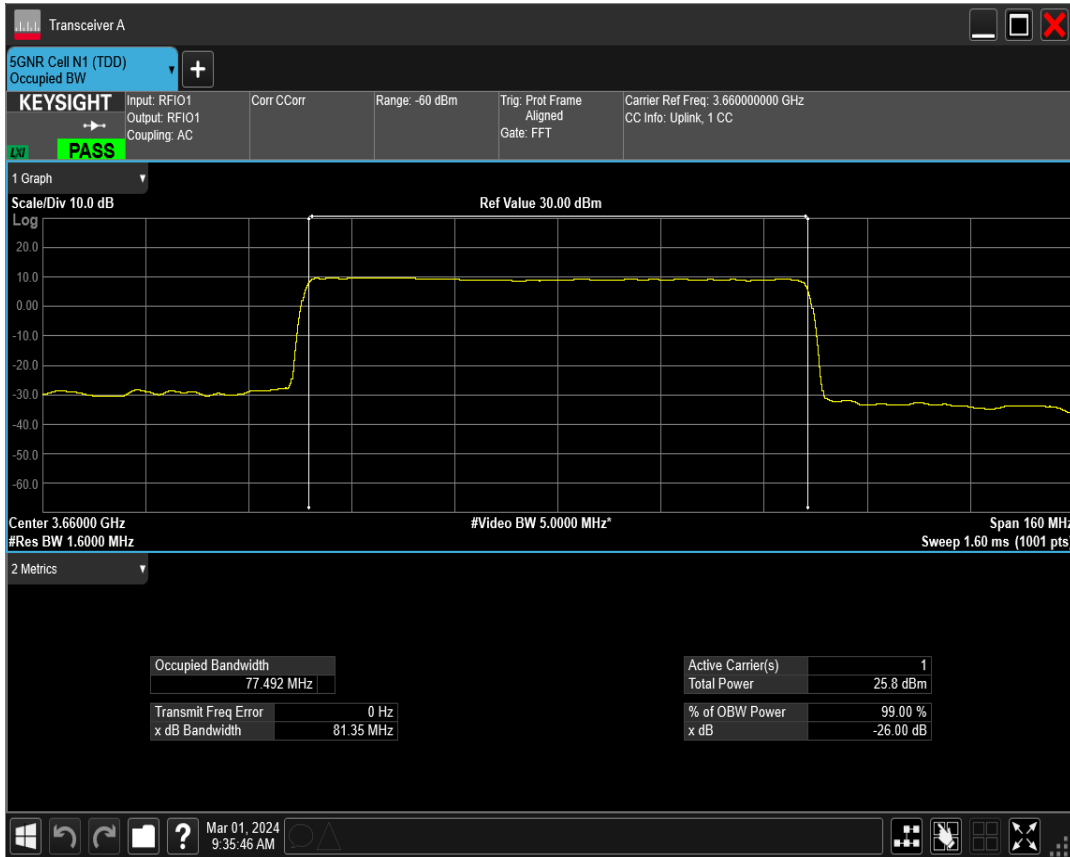 Transceiver A
5GNR Cell N1 (TDD)
Occupied BW
+
KEYSIGHT
LXI
PASS
Input: RFIO1
Output: RFIO1
Coupling: AC
Corr CCorr
Range: -60 dBm
Trig: Prot Frame
Aligned
Gate: FFT
Carrier Ref Freq: 3.660000000 GHz
CC Info: Uplink, 1 CC
1 Graph
Scale/Div 10.0 dB
Ref Value 30.00 dBm
Log
20.0
10.0
0.00
-10.0
-20.0
-30.0
-40.0
-50.0
-60.0
Center 3.66000 GHz
#Video BW 5.0000 MHz*
Span 160 MHz
#Res BW 1.6000 MHz
Sweep 1.60 ms (1001 pts
2 Metrics
Occupied Bandwidth
77.492 MHz
Transmit Freq Error 0 Hz
x dB Bandwidth 81.35 MHz
Active Carrier(s) 1
Total Power 25.8 dBm
% of OBW Power 99.00 %
x dB -26.00 dB
?
Mar 01, 2024
9:35:46 AM